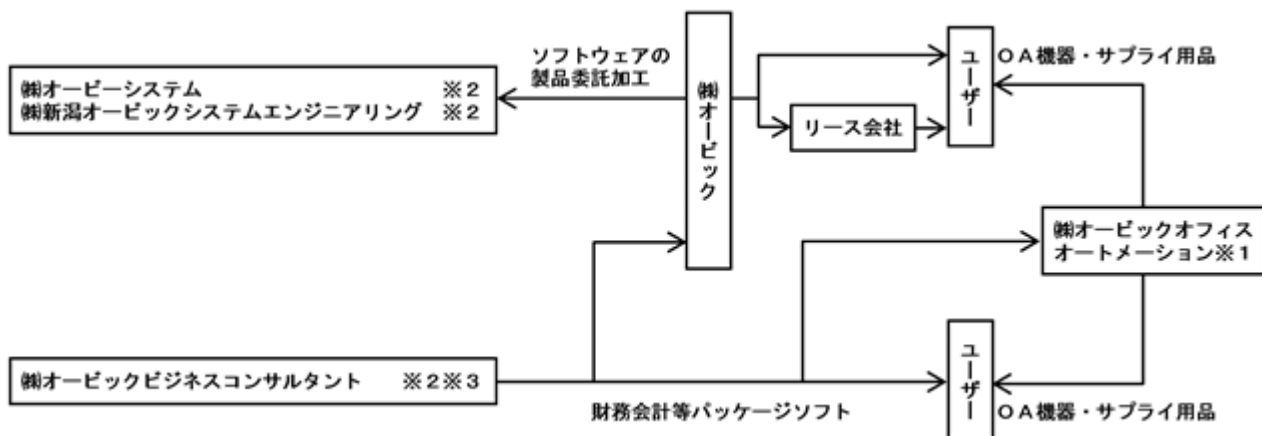 ソフトウェアの
製品委託加工
㈱オービーシステム ※2
㈱新潟オービックシステムエンジニアリング ※2
㈱オービック
リース会社
ユーザー
OA機器・サプライ用品
㈱オービックオフィス
オートメーション※1
㈱オービックビジネスコンサルタント ※2※3
財務会計等パッケージソフト
ユーザー
OA機器・サプライ用品